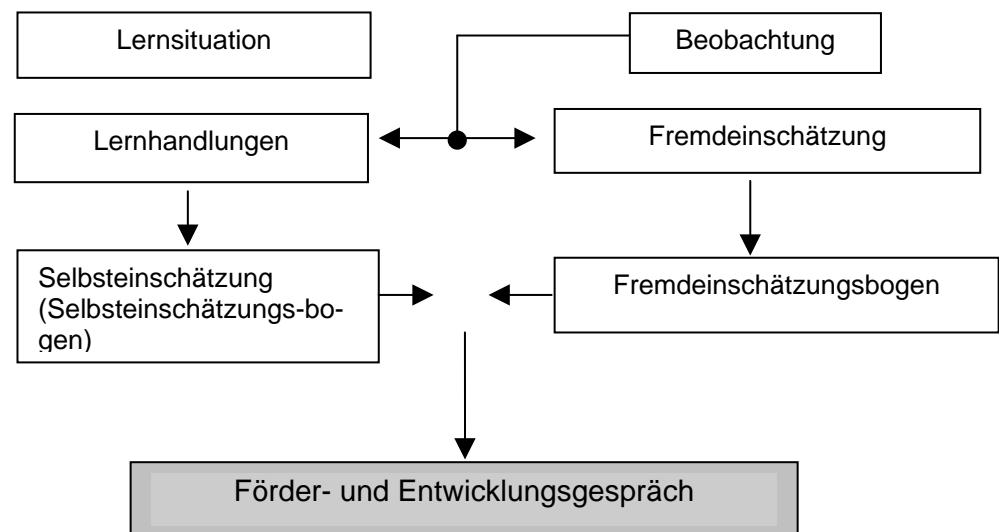 Lernsituation
Beobachtung
Lernhandlungen
Fremdeinschätzung
Selbsteinschätzung
(Selbsteinschätzungs-bo-
gen)
Fremdeinschätzungsbogen
Förder- und Entwicklungsgespräch